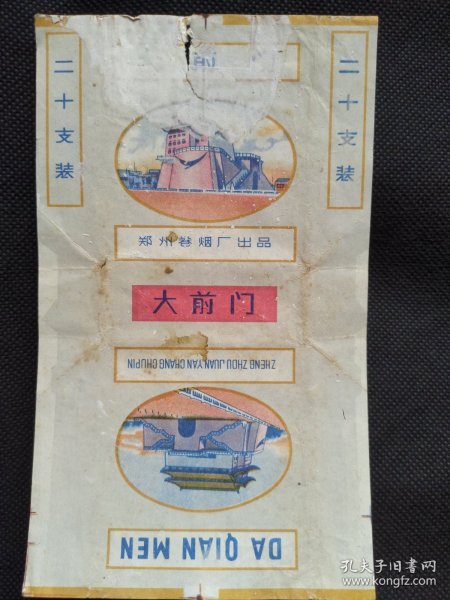 二十支装
前
二十支装
郑州卷烟厂出品
大前门
ZHENG ZHOU JUAN YAN CHANG CHUPIN
DA QIAN MEN
孔夫子旧书网
www.kongfz.com